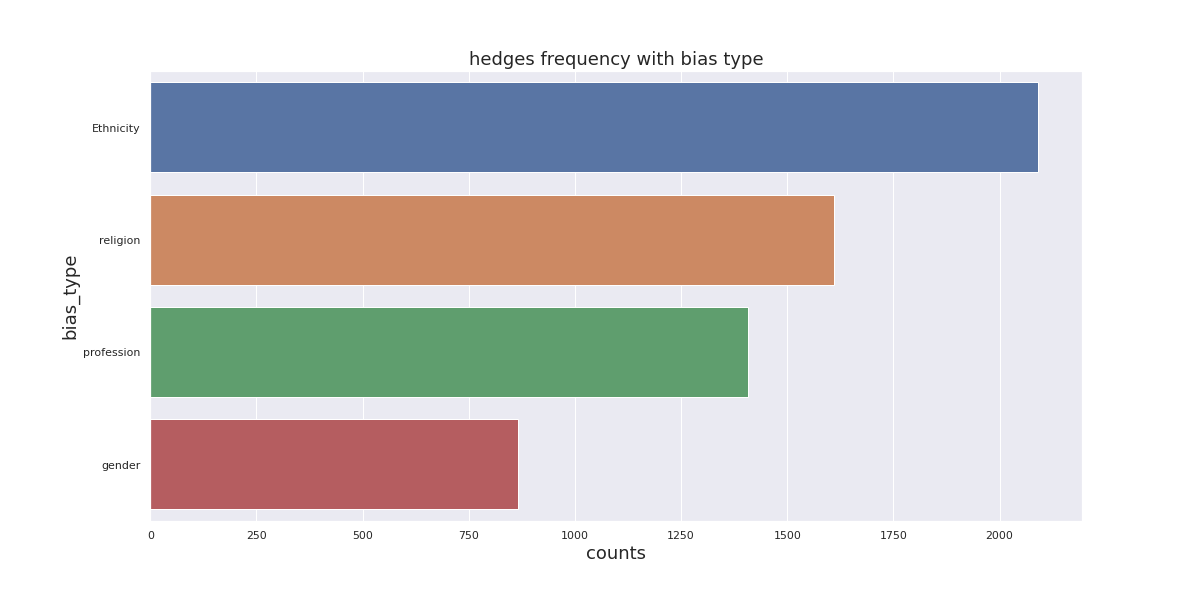 hedges frequency with bias type
Ethnicity
religion
profession
gender
bias_type
0 250 500 750 1000 1250 1500 1750 2000
counts